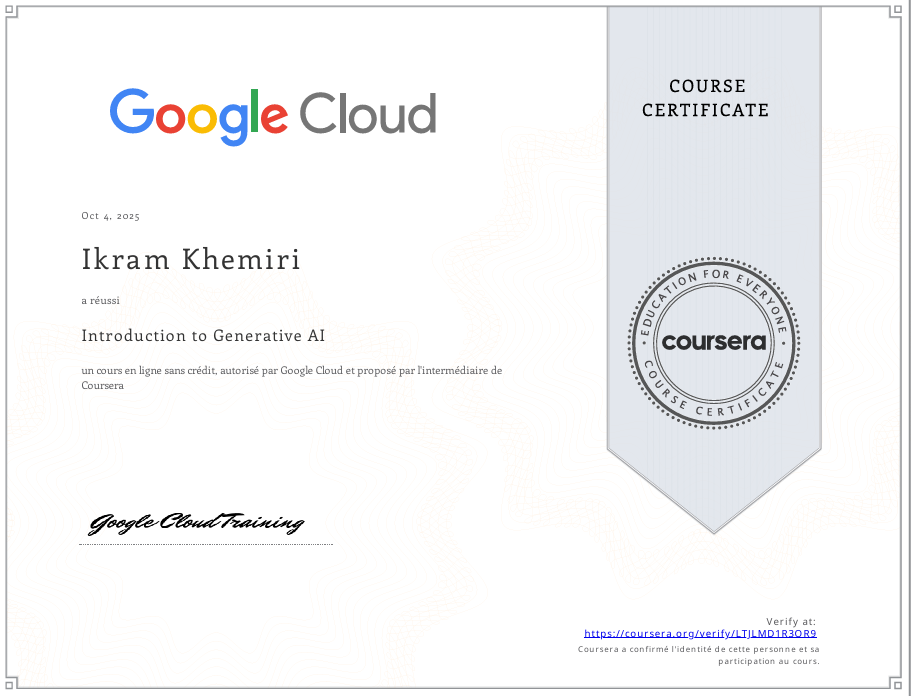 Google Cloud
COURSE
CERTIFICATE
Oct 4, 2025
Ikram Khemiri
a réussi
Introduction to Generative AI
un cours en ligne sans crédit, autorisé par Google Cloud et proposé par l'intermédiaire de
Coursera
EDUCATION FOR EVERYONE
coursera
COURSE CERTIFICATE
Google Cloud Training
Verify at:
https://coursera.org/verify/LTJLMD1R3OR9
Coursera a confirmé l'identité de cette personne et sa
participation au cours.